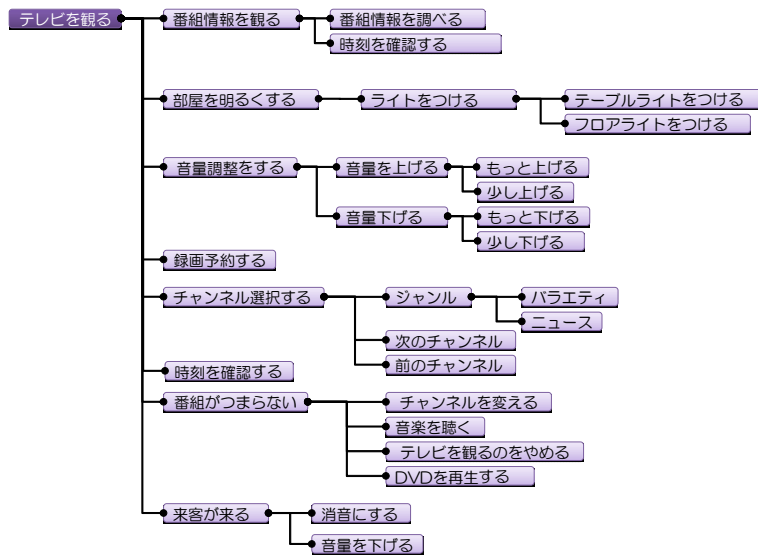 テレビを観る
番組情報を観る
番組情報を調べる
時刻を確認する
部屋を明るくする
ライトをつける
テーブルライトをつける
フロアライトをつける
音量調整をする
音量を上げる
もっと上げる
少し上げる
音量下げる
もっと下げる
少し下げる
録画予約する
チャンネル選択する
ジャンル
バラエティ
ニュース
次のチャンネル
前のチャンネル
時刻を確認する
番組がつまらない
チャンネルを変える
音楽を聴く
テレビを観るのをやめる
DVDを再生する
来客が来る
消音にする
音量を下げる